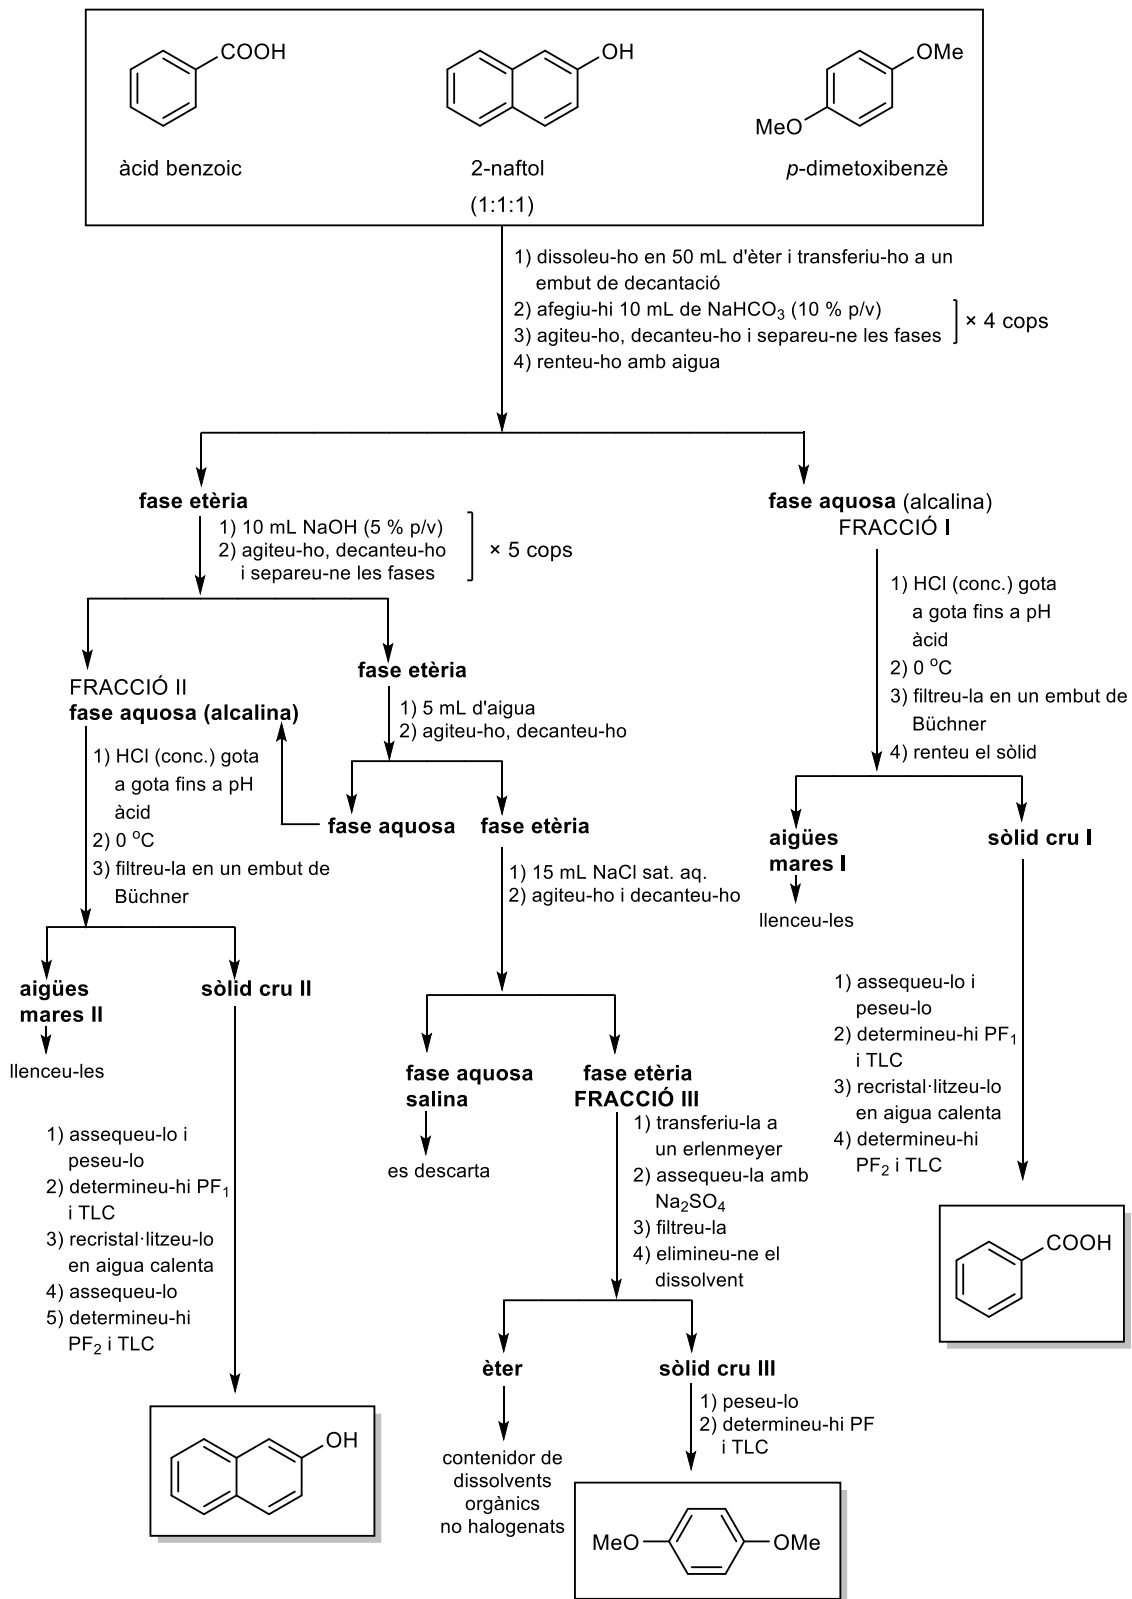 COOH
OH
OMe
MeO
àcid benzoic
2-naftol
p-dimetoxibenzè
(1:1:1)
1) dissoleu-ho en 50 mL d'èter i transferiu-ho a un
embut de decantació
2) afegiu-hi 10 mL de NaHCO3 (10 % p/v)
3) agiteu-ho, decanteu-ho i separeu-ne les fases
× 4 cops
4) renteu-ho amb aigua
fase etèria
1) 10 mL NaOH (5 % p/v)
2) agiteu-ho, decanteu-ho
i separeu-ne les fases
× 5 cops
fase aquosa (alcalina)
FRACCIÓ I
1) HCl (conc.) gota
a gota fins a pH
àcid
2) 0 ºC
3) filtreu-la en un embut de
Büchner
4) renteu el sòlid
FRACCIÓ II
fase aquosa (alcalina)
1) HCl (conc.) gota
a gota fins a pH
àcid
2) 0 ºC
3) filtreu-la en un embut de
Büchner
fase etèria
1) 5 mL d'aigua
2) agiteu-ho, decanteu-ho
fase aquosa
fase etèria
1) 15 mL NaCl sat. aq.
2) agiteu-ho i decanteu-ho
aigües
mares I
llenceu-les
sòlid cru I
1) assequeu-lo i
peseu-lo
2) determineu-hi PF1
i TLC
3) recristal·litzeu-lo
en aigua calenta
4) determineu-hi
PF2 i TLC
COOH
aigües
mares II
llenceu-les
sòlid cru II
1) assequeu-lo i
peseu-lo
2) determineu-hi PF1
i TLC
3) recristal·litzeu-lo
en aigua calenta
4) assequeu-lo
5) determineu-hi
PF2 i TLC
OH
fase aquosa
salina
es descarta
fase etèria
FRACCIÓ III
1) transferiu-la a
un erlenmeyer
2) assequeu-la amb
Na2SO4
3) filtreu-la
4) elimineu-ne el
dissolvent
èter
contenidor de
dissolvents
orgànics
no halogenats
sòlid cru III
1) peseu-lo
2) determineu-hi PF
i TLC
MeO
OMe